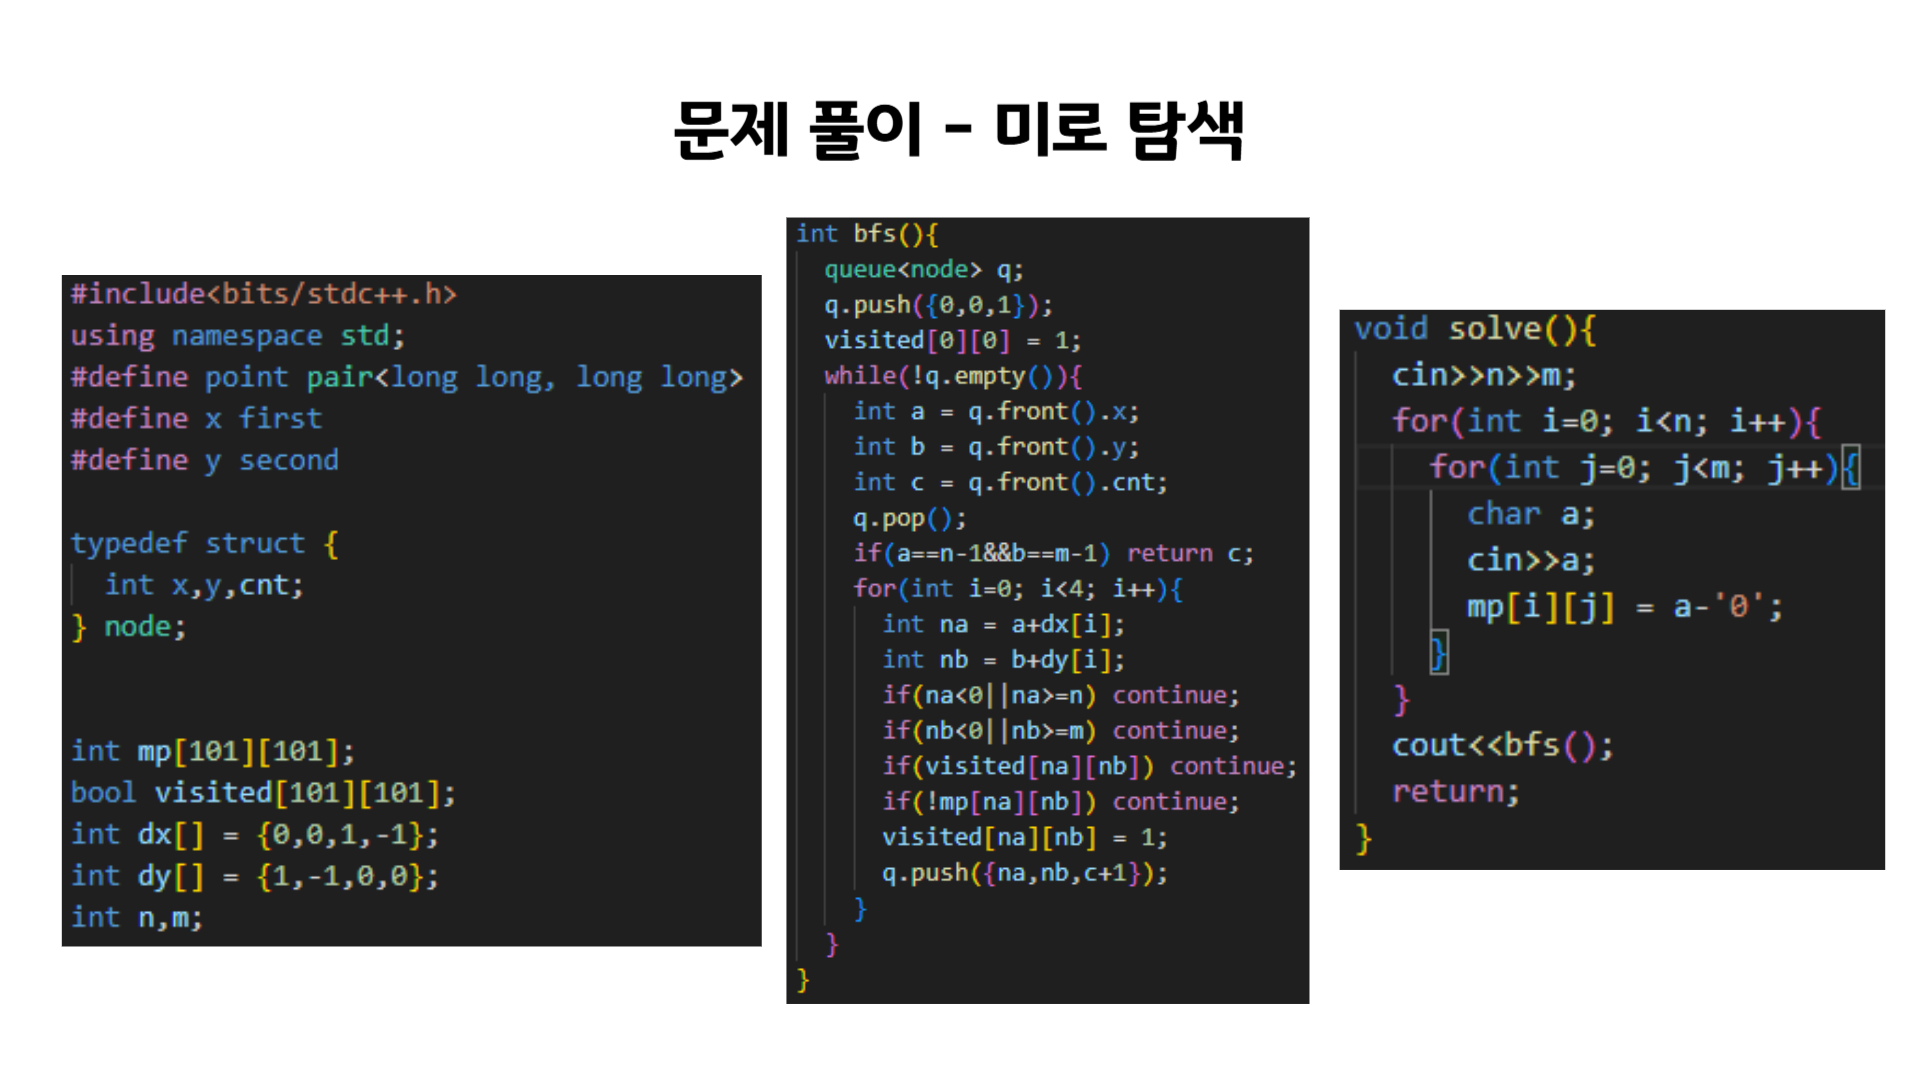 문제 풀이 - 미로 탐색
#include<bits/stdc++.h>
using namespace std;
#define point pair<long long, long long>
#define x first
#define y second
typedef struct {
int x,y,cnt;
} node;
int mp[101][101];
bool visited[101][101];
int dx[] = {0,0,1,-1};
int dy[] = {1,-1,0,0};
int n,m;
int bfs(){
queue<node> q;
q.push({0,0,1});
visited[0][0] = 1;
while(!q.empty()){
int a = q.front().x;
int b = q.front().y;
int c = q.front().cnt;
q.pop();
if(a==n-1&&b==m-1) return c;
for(int i=0; i<4; i++){
int na = a+dx[i];
int nb = b+dy[i];
if(na<0||na>=n) continue;
if(nb<0||nb>=m) continue;
if(visited[na][nb]) continue;
if(!mp[na][nb]) continue;
visited[na][nb] = 1;
q.push({na,nb,c+1});
}
}
}
void solve(){
cin>>n>>m;
for(int i=0; i<n; i++){
for(int j=0; j<m; j++){
char a;
cin>>a;
mp[i][j] = a-'0';
}
}
cout<<bfs();
return;
}